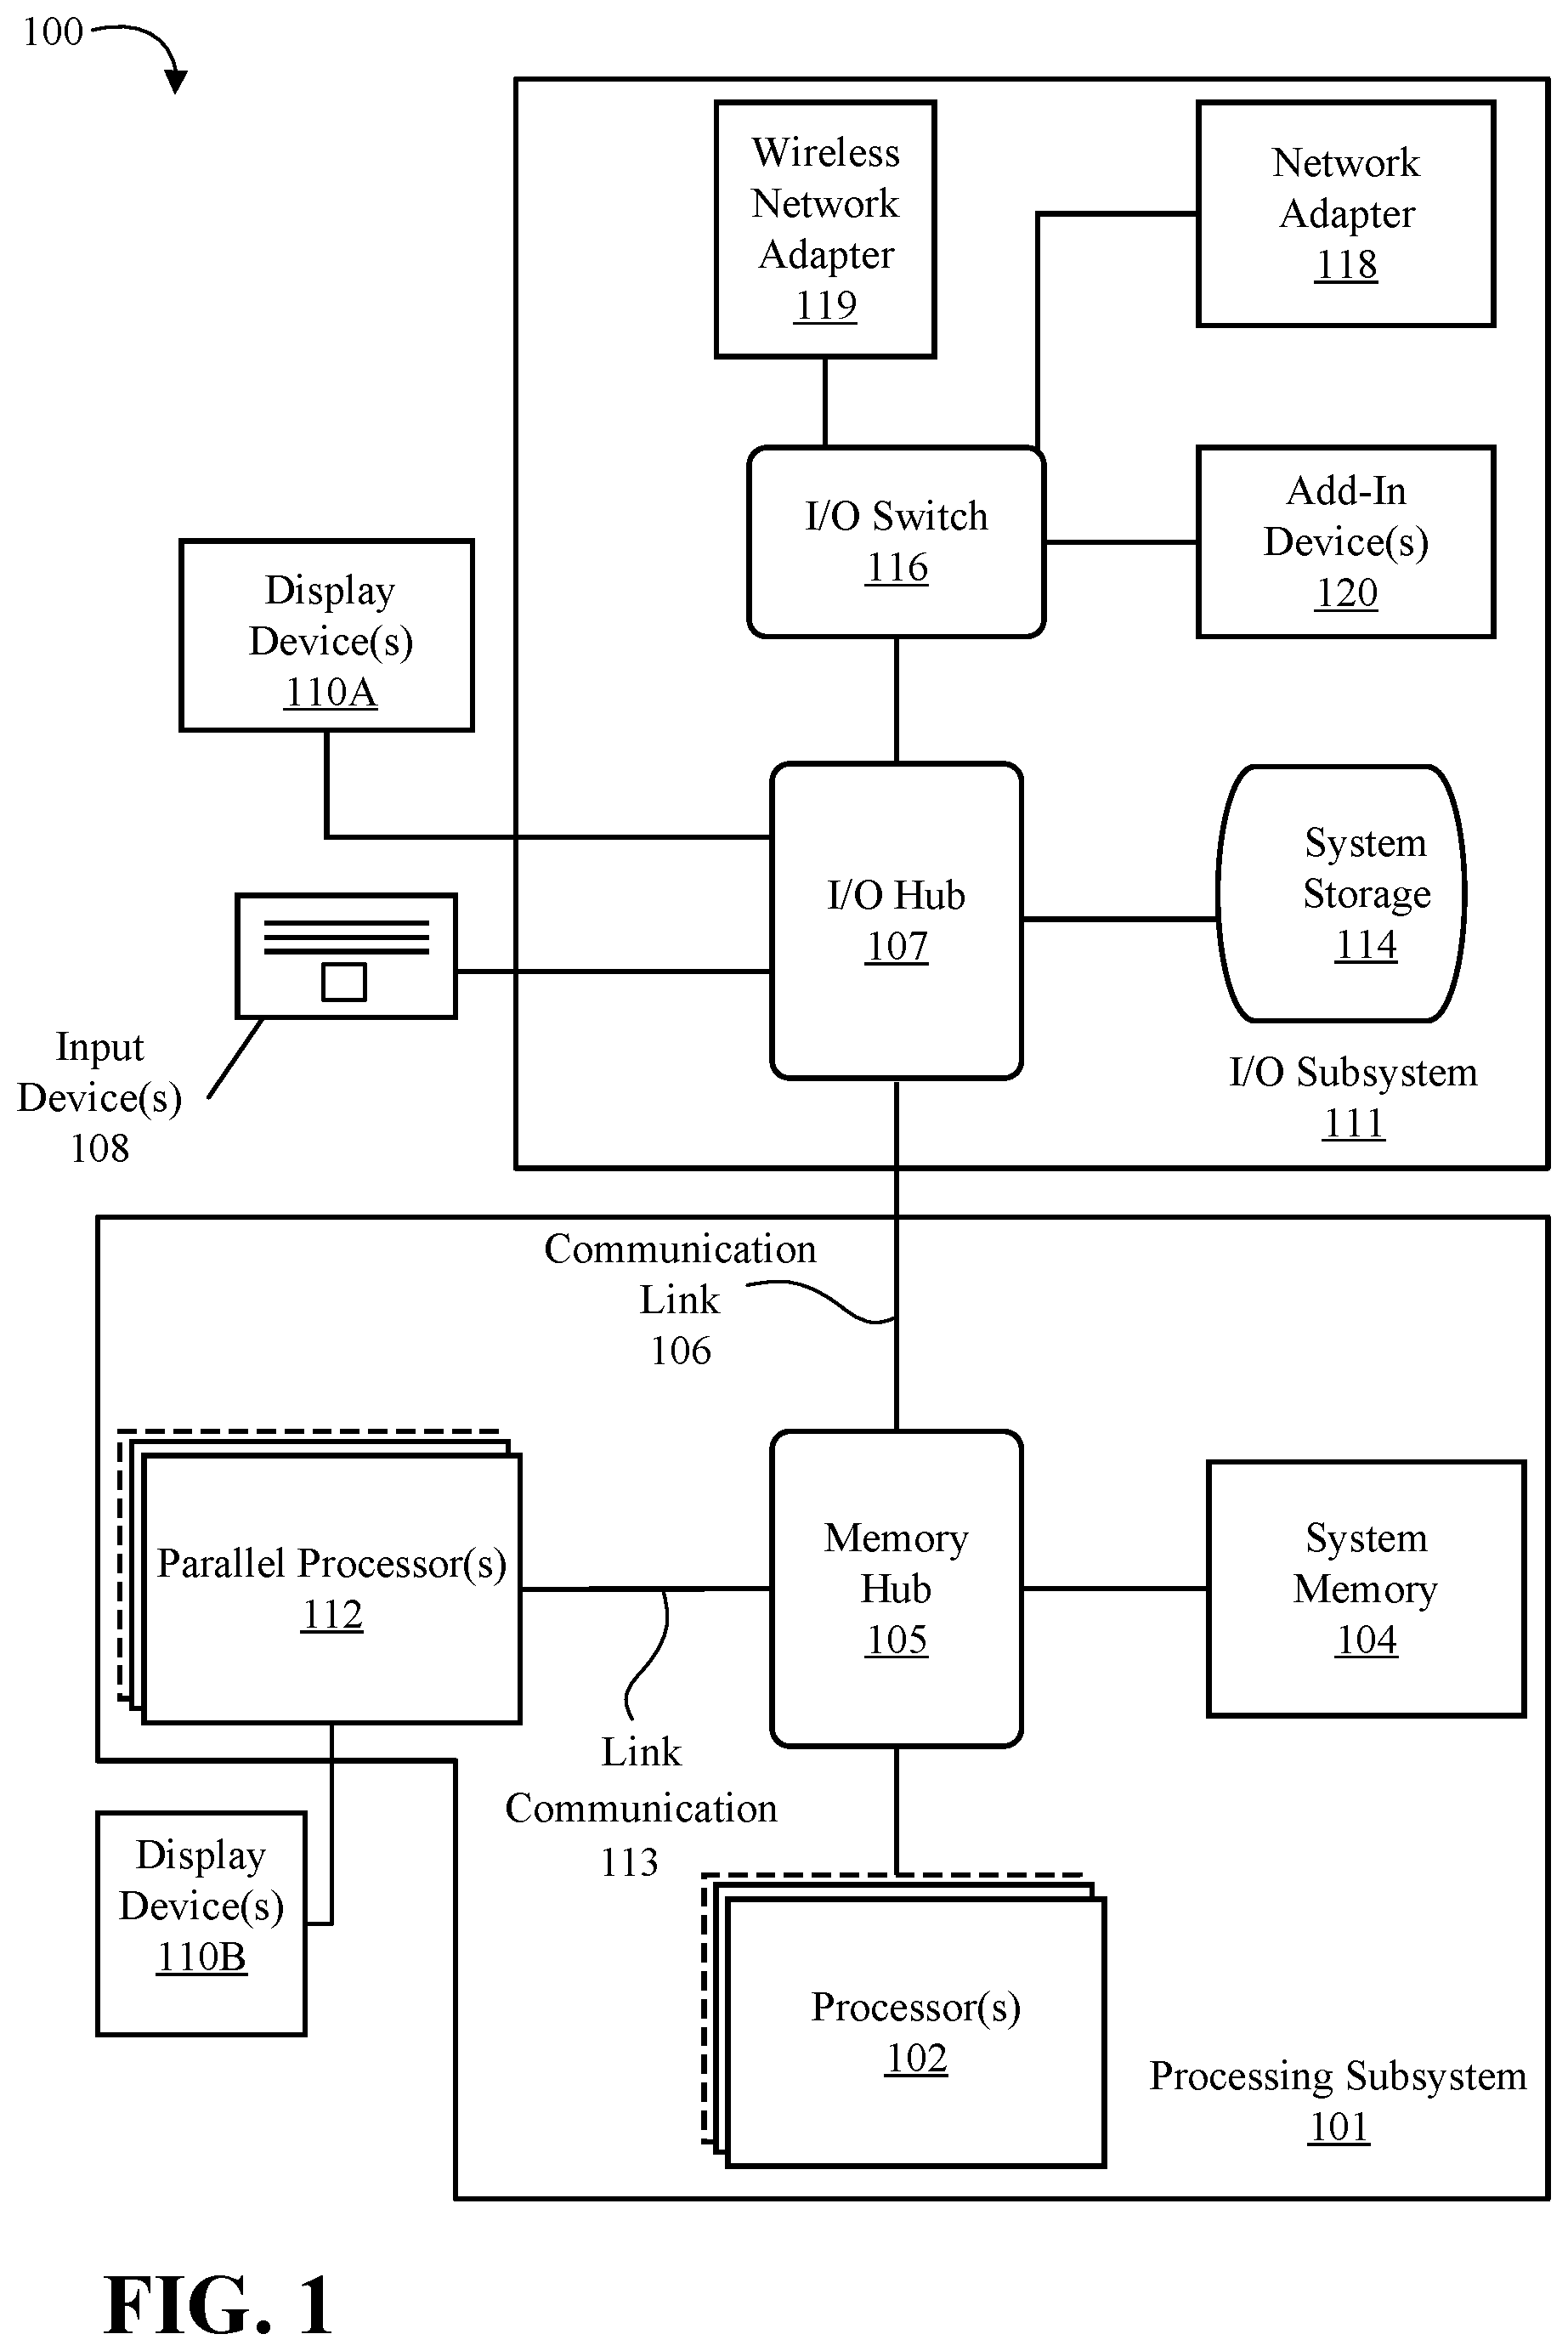 100
Wireless
Network
Adapter
119
Network
Adapter
118
I/O Switch
116
Add-In
Device(s)
120
Display
Device(s)
110A
I/O Hub
107
System
Storage
114
Input
Device(s)
108
I/O Subsystem
111
Communication
Link
106
Parallel Processor(s)
112
Memory
Hub
105
System
Memory
104
Link
Communication
113
Display
Device(s)
110B
Processor(s)
102
Processing Subsystem
101
FIG. 1